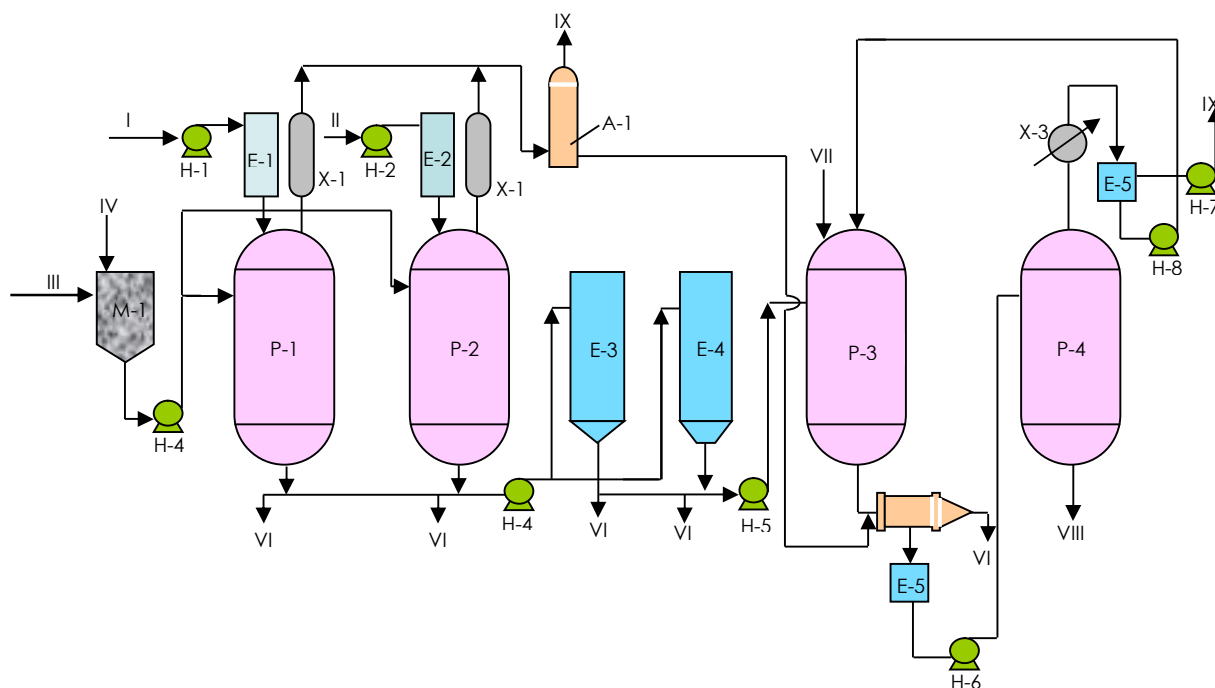 IX
I
II
A-1
X-3
IX
H-1
E-1
H-2
E-2
X-1
X-1
VII
E-5
H-7
IV
H-8
III
M-1
P-1
P-2
E-3
E-4
P-3
P-4
H-4
H-4
H-5
VI
VI
VI
VI
VI
VIII
E-5
H-6